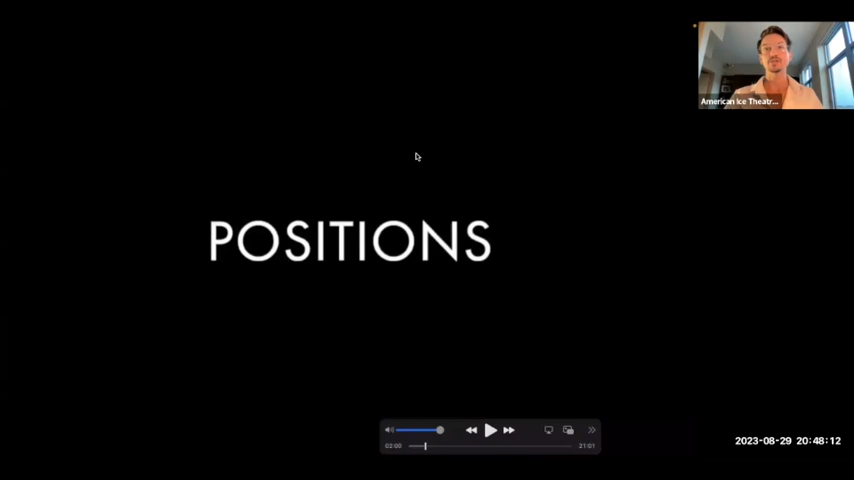 American Ice Theatr...
POSITIONS
02:00
21:01
2023-08-29 20:48:12